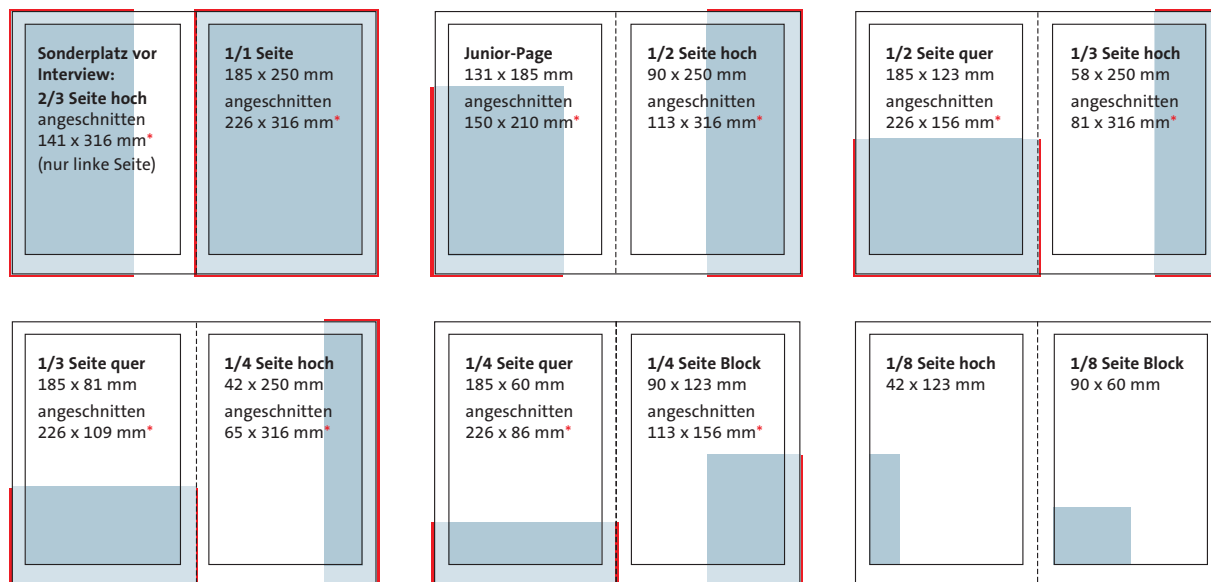 Sonderplatz vor
Interview:
2/3 Seite hoch
angeschnitten
141 x 316 mm*
(nur linke Seite)
1/1 Seite
185 x 250 mm
angeschnitten
226 x 316 mm*
Junior-Page
131 x 185 mm
angeschnitten
150 x 210 mm*
1/2 Seite hoch
90 x 250 mm
angeschnitten
113 x 316 mm*
1/2 Seite quer
185 x 123 mm
angeschnitten
226 x 156 mm*
1/3 Seite hoch
58 x 250 mm
angeschnitten
81 x 316 mm*
1/3 Seite quer
185 x 81 mm
angeschnitten
226 x 109 mm*
1/4 Seite hoch
42 x 250 mm
angeschnitten
65 x 316 mm*
1/4 Seite quer
185 x 60 mm
angeschnitten
226 x 86 mm*
1/4 Seite Block
90 x 123 mm
angeschnitten
113 x 156 mm*
1/8 Seite hoch
42 x 123 mm
1/8 Seite Block
90 x 60 mm